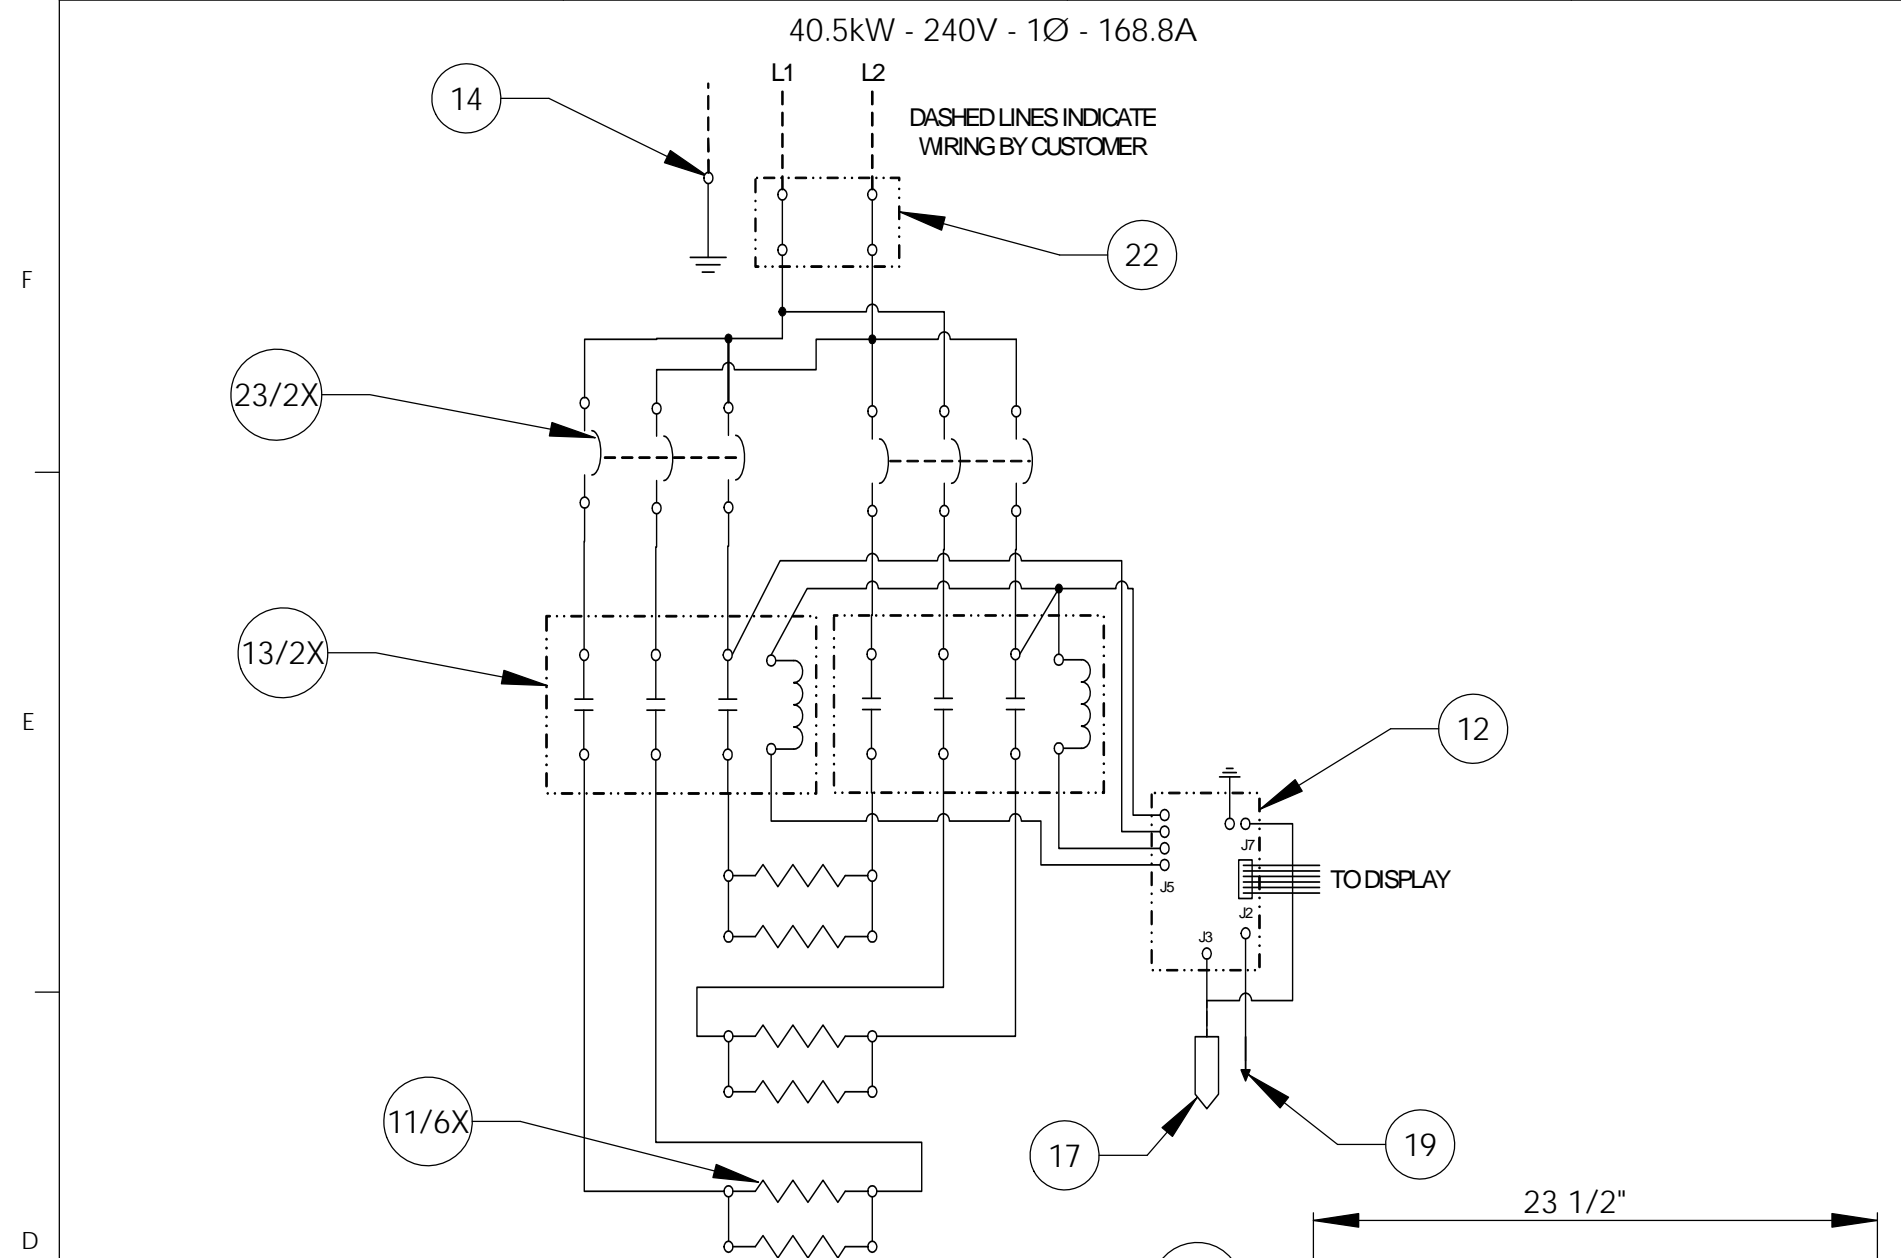 40.5kW - 240V - 1Ø - 168.8A
L1 L2
14
DASHED LINES INDICATE
WIRING BY CUSTOMER
22
F
23/2X
13/2X
E
12
J7
TO DISPLAY
J5
J2
J3
11/6X
17
19
23 1/2"
D